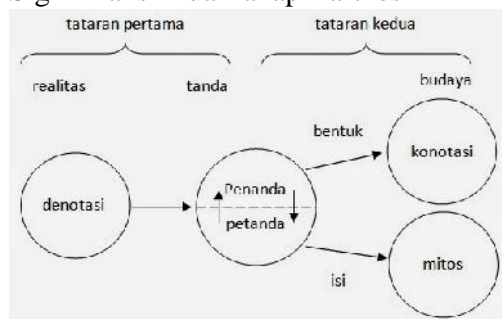 tataran pertama tataran kedua
realitas tanda budaya
bentuk
konotasi
denotasi
Penanda
petanda
mitos
isi